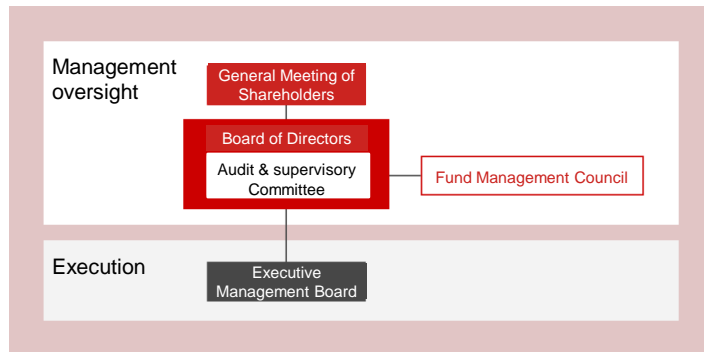 Management
oversight
General Meeting of
Shareholders
Board of Directors
Audit & supervisory
Committee
Fund Management Council
Execution
Executive
Management Board